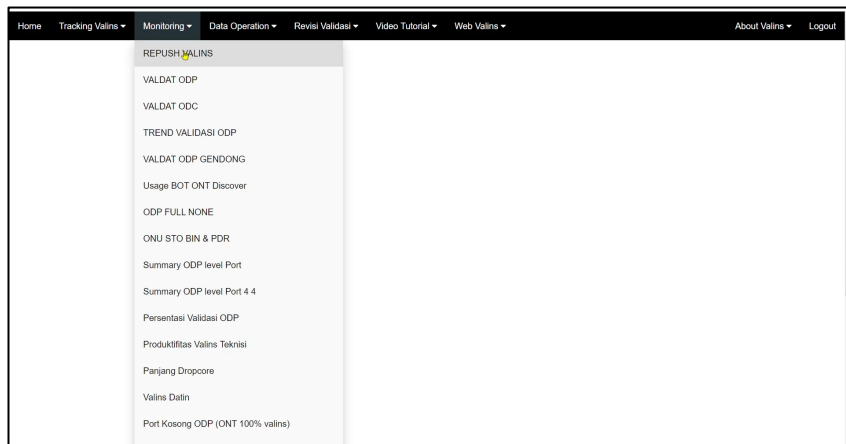 Home Tracking Valins Monitoring Data Operation Revisi Validasi Video Tutorial Web Valins About Valins Logout
REPUSH VALINS
VALDAT ODP
VALDAT ODC
TREND VALIDASI ODP
VALDAT ODP GENDONG
Usage BOT ONT Discover
ODP FULL NONE
ONU STO BIN & PDR
Summary ODP level Port
Summary ODP level Port 4 4
Persentasi Validasi ODP
Produktifitas Valins Teknisi
Panjang Dropcore
Valins Datin
Port Kosong ODP (ONT 100% valins)